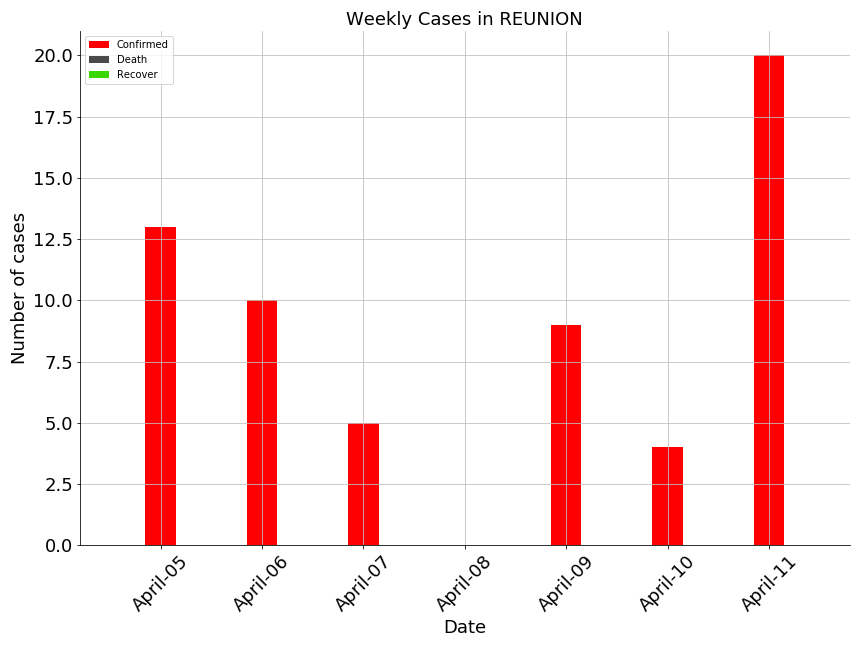 Weekly Cases in REUNION
Confirmed
Death
Recover
Number of cases
20.0
17.5
15.0
12.5
10.0
7.5
5.0
2.5
0.0
April-05
April-06
April-07
April-08
April-09
April-10
April-11
Date